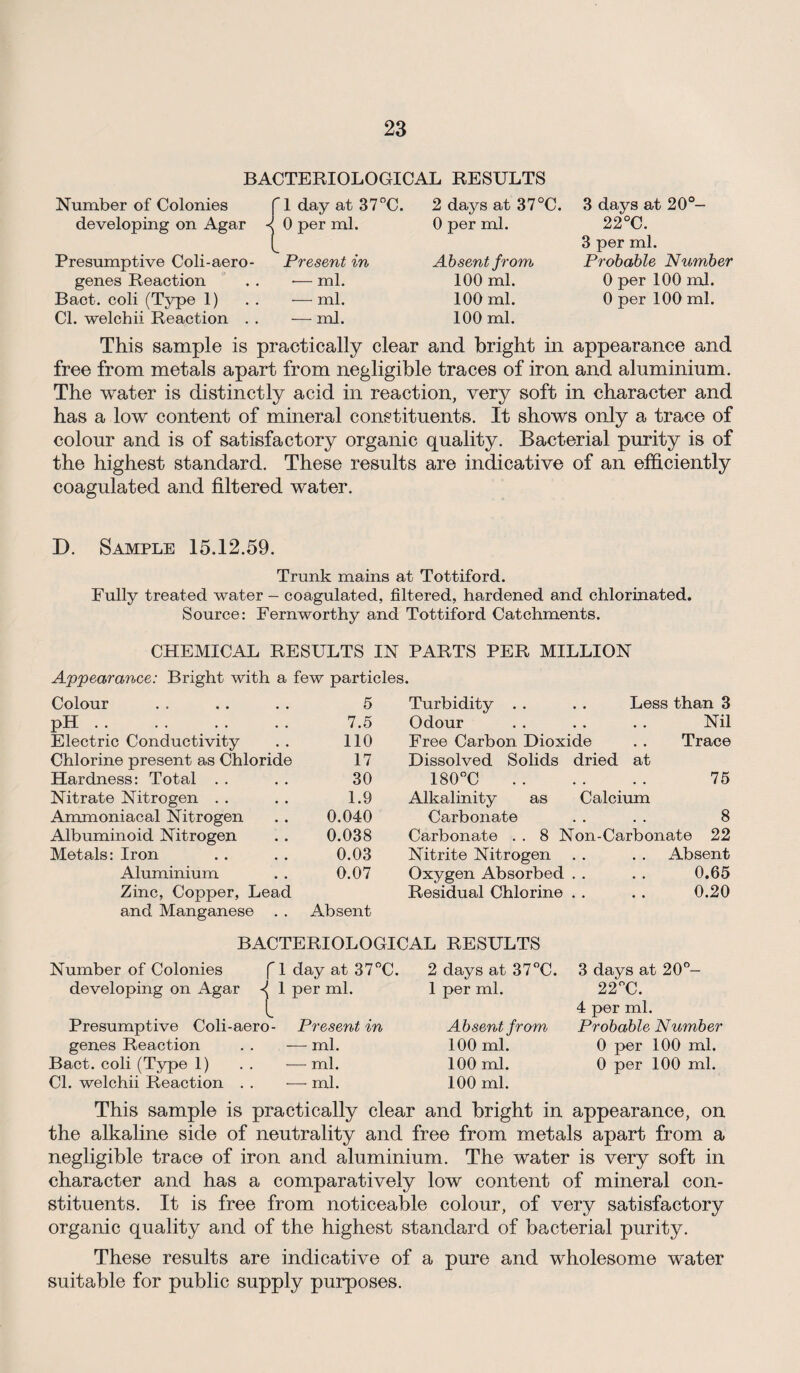 23
BACTERIOLOGICAL RESULTS
Number of Colonies { 1 day at 37°C. 2 days at 37°C. 3 days at 20°–
developing on Agar 0 per ml. 0 per ml. 22°C.
3 per ml.
Presumptive Coli-aero- Present in Absent from Probable Number
genes Reaction . . — ml. 100 ml. 0 per 100 ml.
Bact. coli (Type 1) . . — ml. 100 ml. 0 per 100 ml.
Cl. welchii Reaction . . — ml. 100 ml.
This sample is practically clear and bright in appearance and
free from metals apart from negligible traces of iron and aluminium.
The water is distinctly acid in reaction, very soft in character and
has a low content of mineral constituents. It shows only a trace of
colour and is of satisfactory organic quality. Bacterial purity is of
the highest standard. These results are indicative of an efficiently
coagulated and filtered water.
D. Sample 15.12.59.
Trunk mains at Tottiford.
Fully treated water – coagulated, filtered, hardened and chlorinated.
Source: Fernworthy and Tottiford Catchments.
CHEMICAL RESULTS IN PARTS PER MILLION
Appearance: Bright with a few particles.
Colour . . . . . . 5 Turbidity . . . . Less than 3
pH . . . . . . . . 7.5 Odour . . . . . . Nil
Electric Conductivity . . 110 Free Carbon Dioxide . . Trace
Chlorine present as Chloride 17 Dissolved Solids dried at
Hardness: Total . . . . 30 180°C . . . . . . 75
Nitrate Nitrogen . . . . 1.9 Alkalinity as Calcium
Ammoniacal Nitrogen . . 0.040 Carbonate . . . . 8
Albuminoid Nitrogen . . 0.038 Carbonate . . 8 Non-Carbonate 22
Metals: Iron . . . . 0.03 Nitrite Nitrogen . . . . Absent
Aluminium . . 0.07 Oxygen Absorbed . . . . 0.65
Zinc, Copper, Lead Residual Chlorine . . . . 0.20
and Manganese . . Absent
BACTERIOLOGICAL RESULTS
Number of Colonies { 1 day at 37°C. 2 days at 37°C. 3 days at 20°–
developing on Agar 1 per ml. 1 per ml. 22°C.
4 per ml.
Presumptive Coli-aero- Present in Absent from Probable Number
genes Reaction . . — ml. 100 ml. 0 per 100 ml.
Bact. coli (Type 1) . . — ml. 100 ml. 0 per 100 ml.
Cl. welchii Reaction . . — ml. 100 ml.
This sample is practically clear and bright in appearance, on
the alkaline side of neutrality and free from metals apart from a
negligible trace of iron and aluminium. The water is very soft in
character and has a comparatively low content of mineral con-
stituents. It is free from noticeable colour, of very satisfactory
organic quality and of the highest standard of bacterial purity.
These results are indicative of a pure and wholesome water
suitable for public supply purposes.